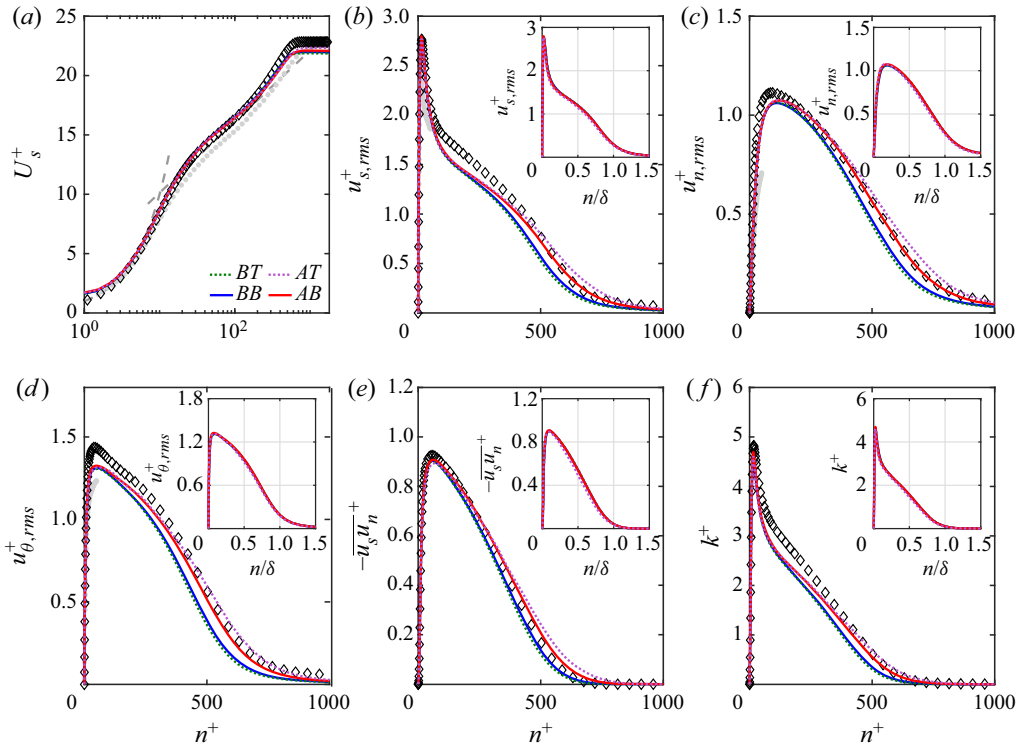 (a)
25
20
15
10
5
0
U_s^+
10^0
10^2
BT
AT
BB
AB
(b)
3.0
2.5
2.0
1.5
1.0
0.5
0
500
1000
u^+_{s,rms}
3
2
1
0
0.5
1.0
1.5
u^+_{s,rms}
n/δ
(c)
1.5
1.0
0.5
0
500
1000
u^+_{n,rms}
1.5
1.0
0.5
0
0.5
1.0
1.5
u^+_{n,rms}
n/δ
(d)
1.5
1.0
0.5
0
500
1000
u^+_{θ,rms}
n^+
1.8
1.2
0.6
0
0.5
1.0
1.5
u^+_{θ,rms}
n/δ
(e)
1.2
1.0
0.8
0.6
0.4
0.2
0
500
1000
-\overline{u_s u_n}^+
n^+
1.2
0.8
0.4
0
0.5
1.0
1.5
-\overline{u_s u_n}^+
n/δ
(f)
6
5
4
3
2
1
0
500
1000
k^+
n^+
6
4
2
0
0.5
1.0
1.5
k^+
n/δ